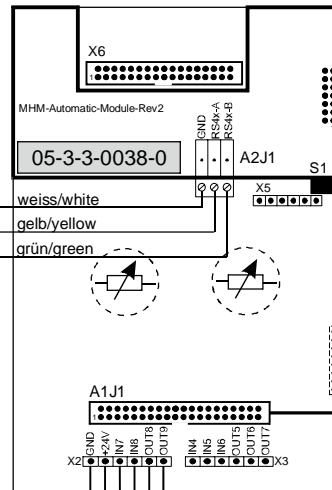 X6
1
MHM-Automatic-Module-Rev2
GND
RS4x-A
RS4x-B
05-3-3-0038-0
A2J1
S1
X5
weiss/white
gelb/yellow
grün/green
A1J1
1
GND
+24V
IN7
IN8
OUT8
OUT9
IN4
IN5
IN6
OUT5
OUT6
OUT7
X2
X3